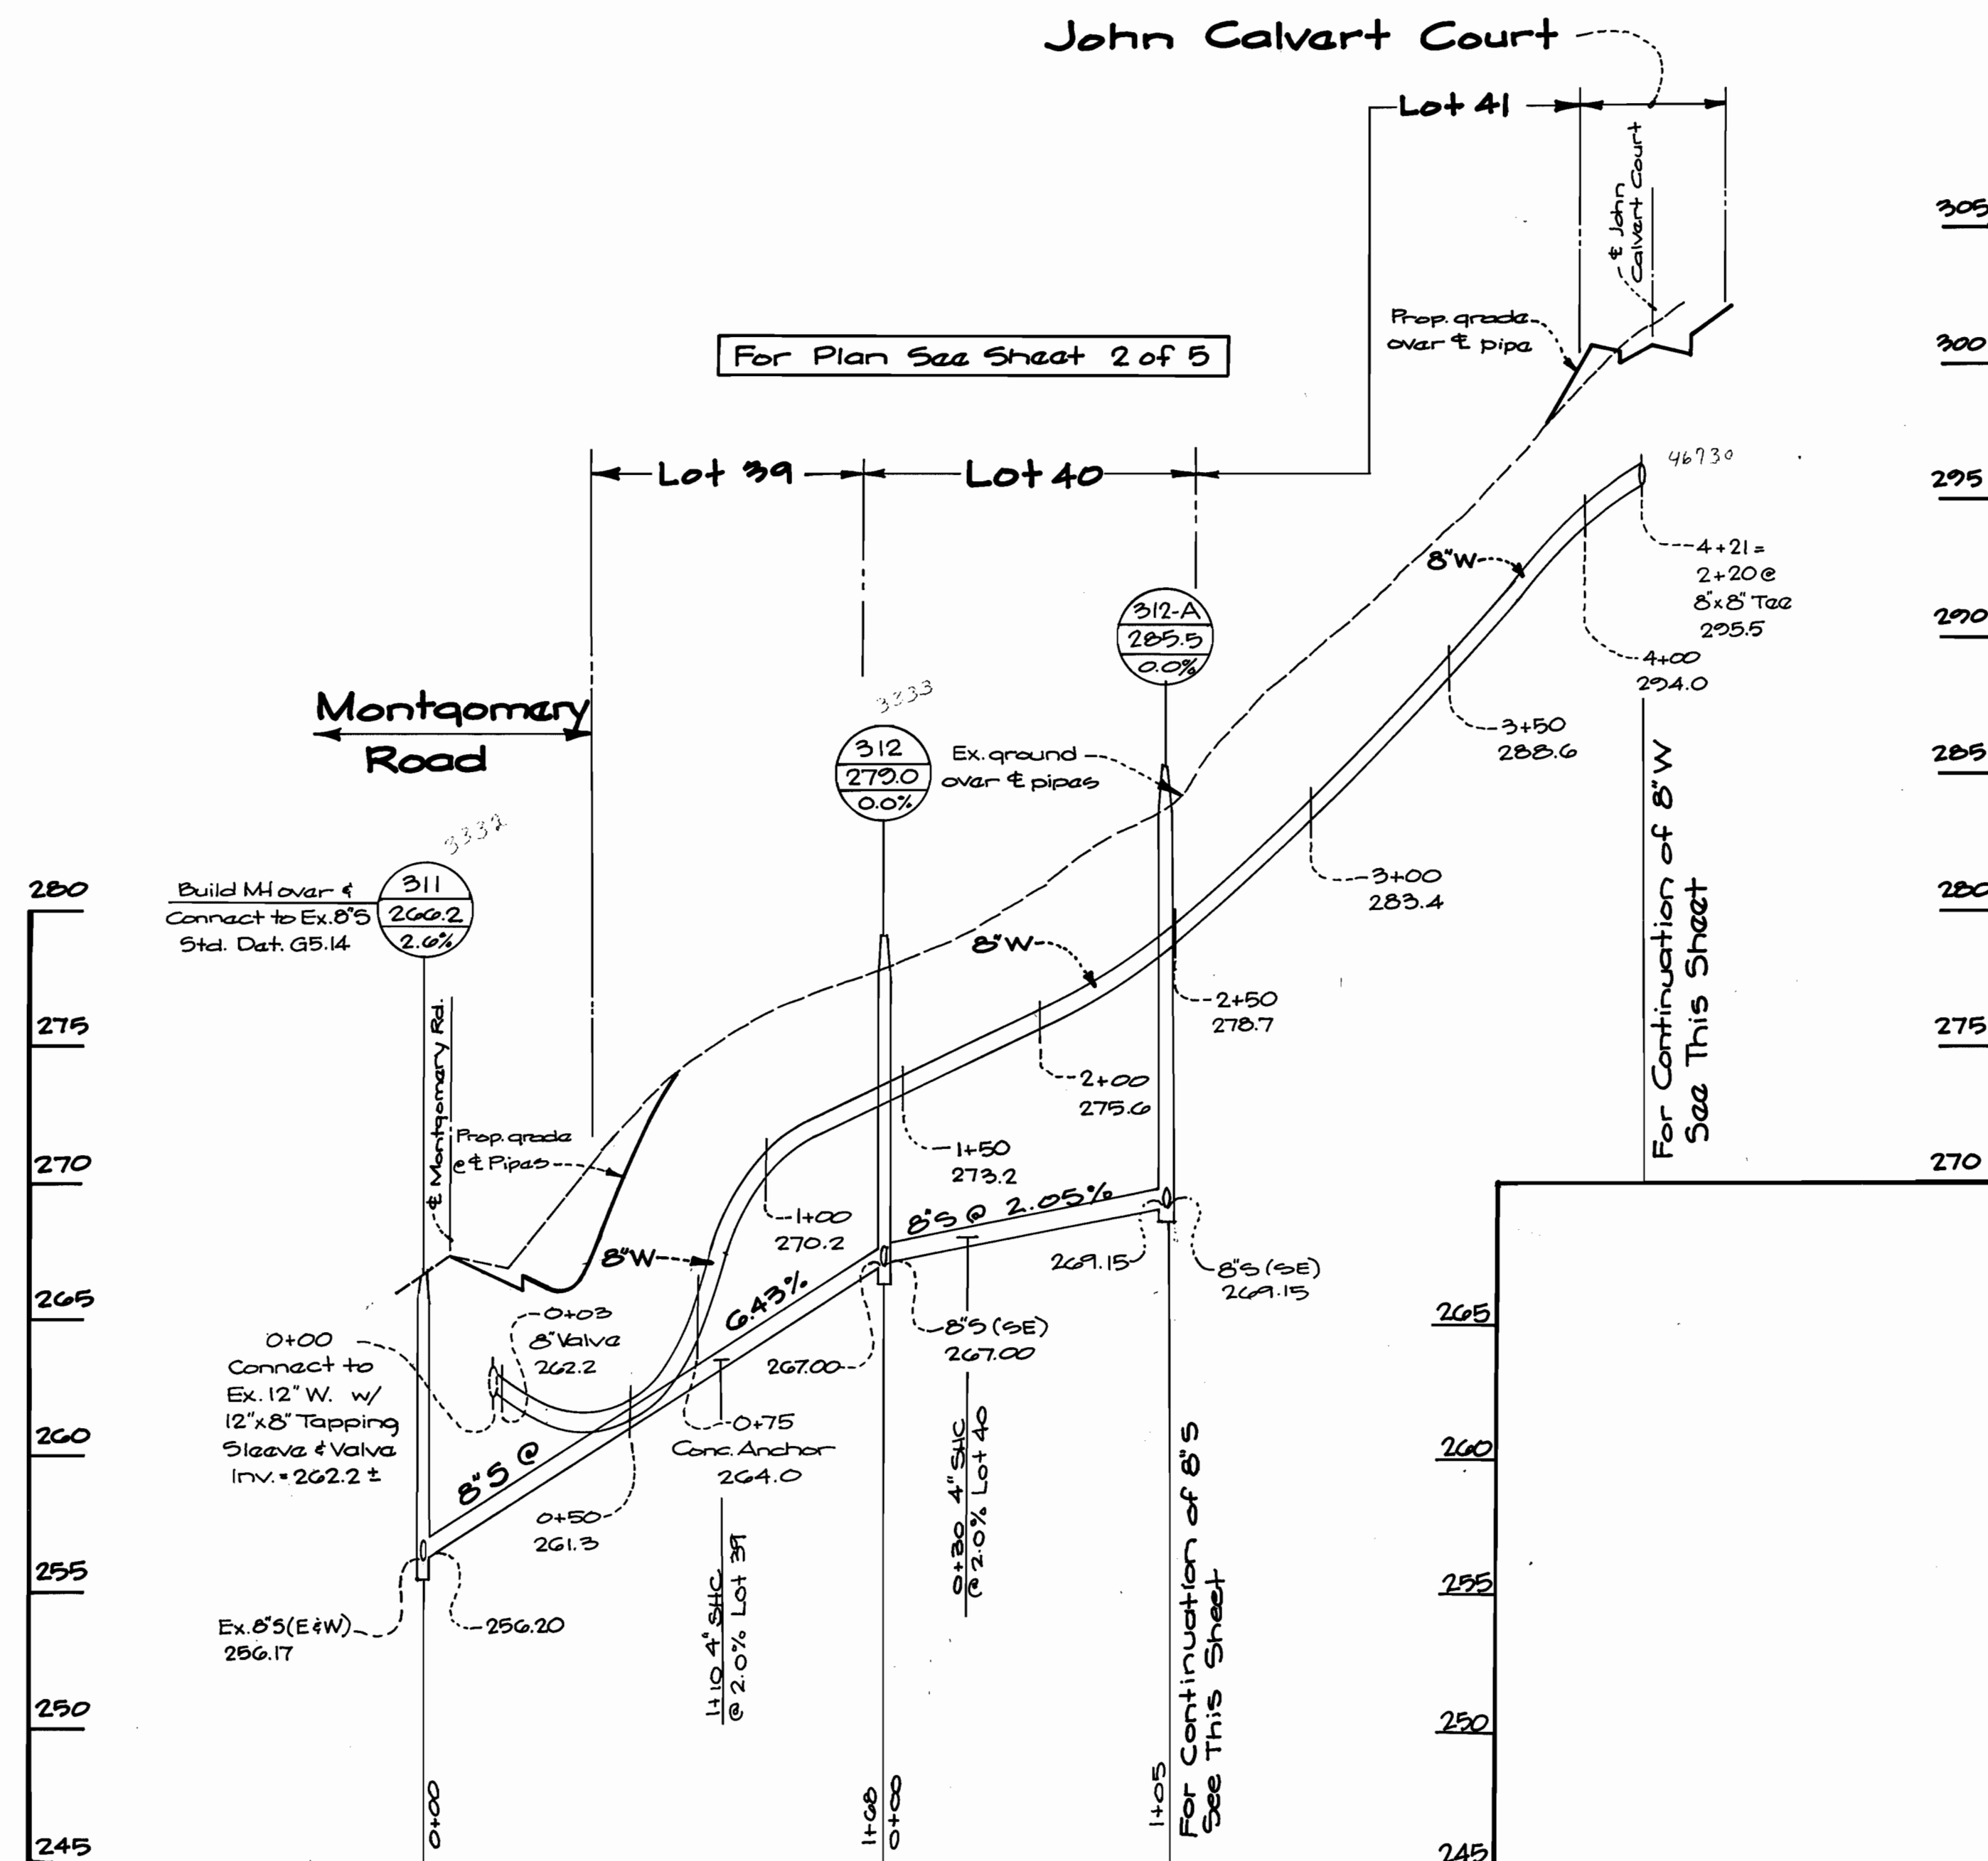 John Calvert Court
Lot 41
℄ John
Calvert Court
305
Prop. grade
over ℄ pipe
300
For Plan See Sheet 2 of 5
46730
295
Lot 39
Lot 40
4+21 =
2+20 @
8"x8" Tee
295.5
8"W
290
312-A
285.5
0.0%
4+00
294.0
3+50
288.6
Montgomery
Road
3333
312
279.0
0.0%
Ex. ground
over ℄ pipes
285
3332
For Continuation of 8"W
See This Sheet
Build MH over &
Connect to Ex. 8"S
Std. Det. G5.14
311
266.2
2.6%
280
280
3+00
283.4
8"W
2+50
278.7
275
275
℄ Montgomery Rd.
Prop. grade
@ ℄ Pipes
2+00
275.6
1+50
273.2
270
270
1+00
270.2
8"S @ 2.05%
8"W
269.15
8"S (SE)
269.15
6.43%
265
265
0+03
8" Valve
262.2
8"S (SE)
267.00
267.00
0+00
Connect to
Ex. 12" W. w/
12"x8" Tapping
Sleeve & Valve
Inv. = 262.2 ±
0+75
Conc. Anchor
264.0
260
260
8"S @
0+50
261.3
0+30 4" SHC
@ 2.0% Lot 40
1+10 4" SHC
@ 2.0% Lot 39
For Continuation of 8"S
See This Sheet
255
255
Ex. 8"S (E&W)
256.17
256.20
250
250
0+00
1+68
0+00
1+05
245
245